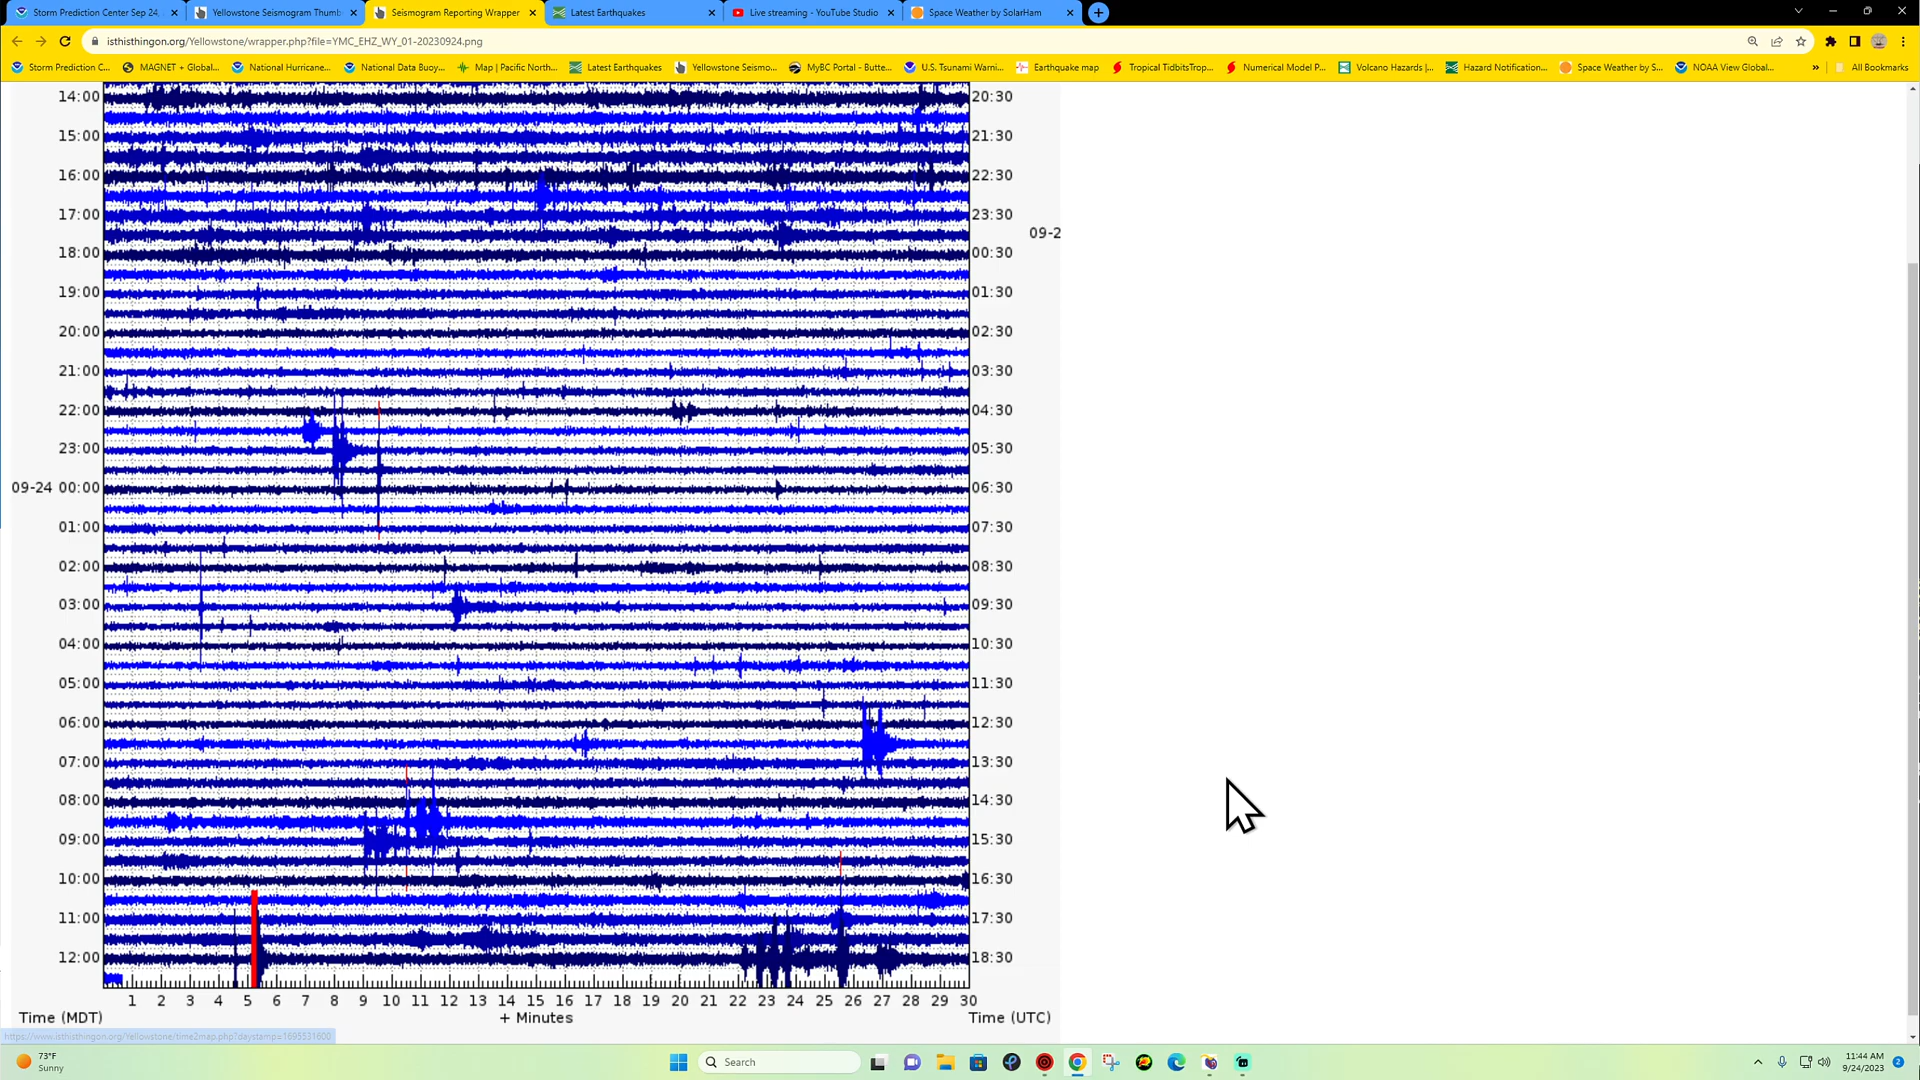 Storm Prediction Center Sep 24, Yellowstone Seismogram Thumb Seismogram Reporting Wrapper Latest Earthquakes Live streaming - YouTube Studio Space Weather by SolarHam
isthisthingon.org/Yellowstone/wrapper.php?file=YMC_EHZ_WY_01-20230924.png
Storm Prediction C... MAGNET + Global... National Hurricane... National Data Buoy... Map | Pacific North... Latest Earthquakes Yellowstone Seismo... MyBC Portal - Butte... U.S. Tsunami Warni... Earthquake map Tropical TidbitsTrop... Numerical Model P... Volcano Hazards |... Hazard Notification... Space Weather by S... NOAA View Global... » All Bookmarks
14:00 20:30
15:00 21:30
16:00 22:30
17:00 23:30
09-2
18:00 00:30
19:00 01:30
20:00 02:30
21:00 03:30
22:00 04:30
23:00 05:30
09-24 00:00 06:30
01:00 07:30
02:00 08:30
03:00 09:30
04:00 10:30
05:00 11:30
06:00 12:30
07:00 13:30
08:00 14:30
09:00 15:30
10:00 16:30
11:00 17:30
12:00 18:30
1 2 3 4 5 6 7 8 9 10 11 12 13 14 15 16 17 18 19 20 21 22 23 24 25 26 27 28 29 30
Time (MDT) + Minutes Time (UTC)
https://www.isthisthingon.org/Yellowstone/time2map.php?daystamp=1695531600
73°F
Sunny
Search
11:44 AM
9/24/2023
2